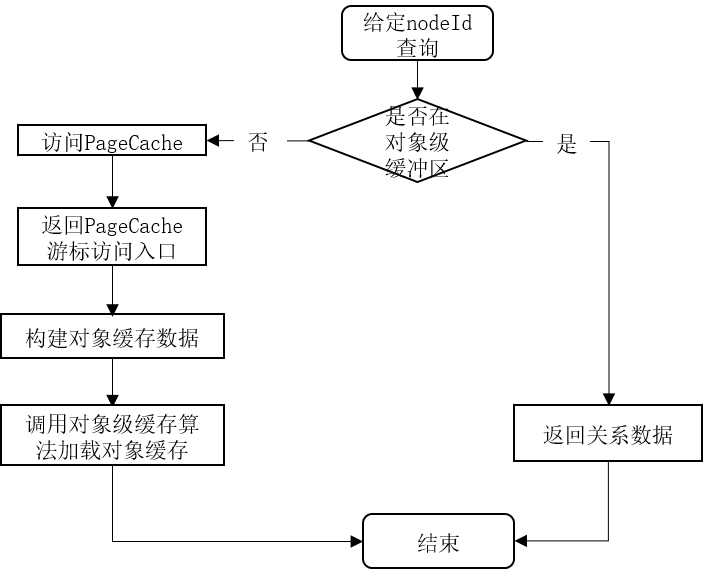 给定nodeId
查询
是否在
对象级
缓冲区
否
是
访问PageCache
返回PageCache
游标访问入口
构建对象缓存数据
调用对象级缓存算
法加载对象缓存
返回关系数据
结束